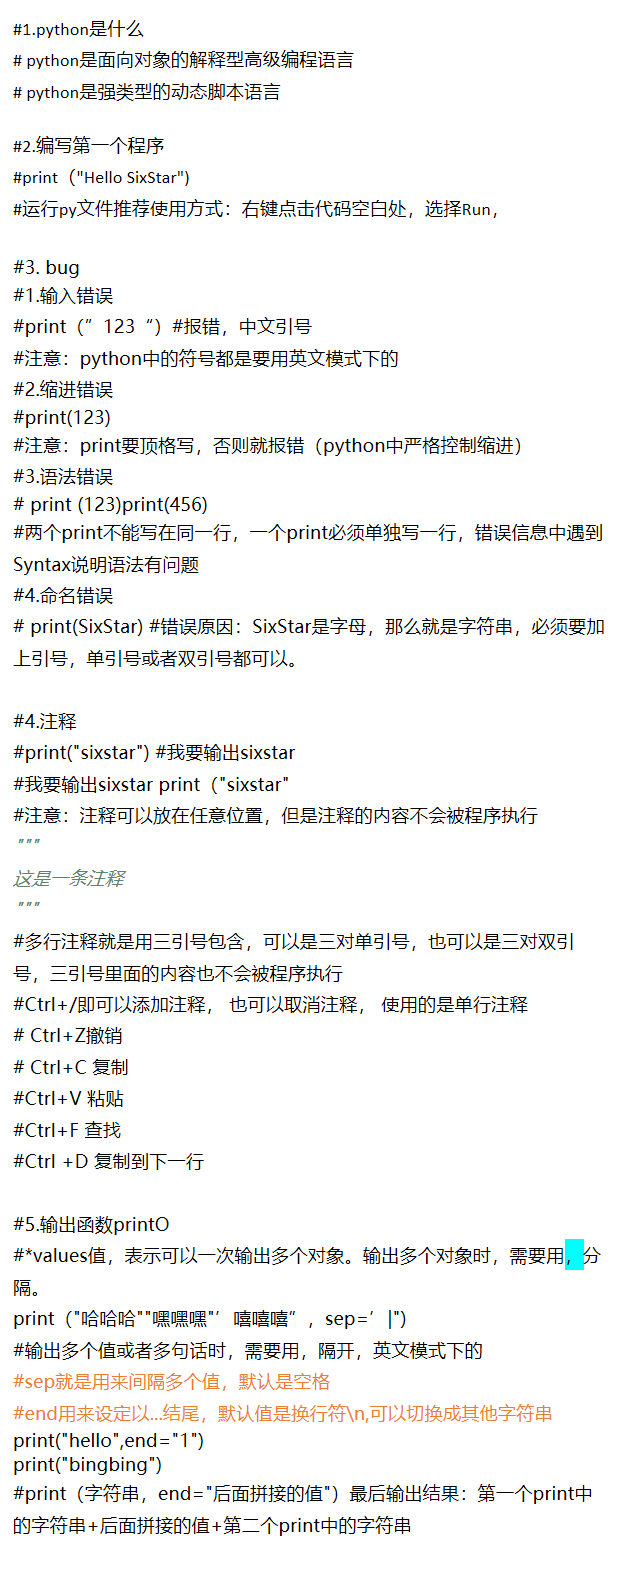 #1.python是什么
# python是面向对象的解释型高级编程语言
# python是强类型的动态脚本语言
#2.编写第一个程序
#print（"Hello SixStar")
#运行py文件推荐使用方式：右键点击代码空白处，选择Run，
#3. bug
#1.输入错误
#print（”123“）#报错，中文引号
#注意：python中的符号都是要用英文模式下的
#2.缩进错误
#print(123)
#注意：print要顶格写，否则就报错（python中严格控制缩进）
#3.语法错误
# print (123)print(456)
#两个print不能写在同一行，一个print必须单独写一行，错误信息中遇到
Syntax说明语法有问题
#4.命名错误
# print(SixStar) #错误原因：SixStar是字母，那么就是字符串，必须要加
上引号，单引号或者双引号都可以。
#4.注释
#print("sixstar") #我要输出sixstar
#我要输出sixstar print（"sixstar"
#注意：注释可以放在任意位置，但是注释的内容不会被程序执行
"""
这是一条注释
"""
#多行注释就是用三引号包含，可以是三对单引号，也可以是三对双引
号，三引号里面的内容也不会被程序执行
#Ctrl+/即可以添加注释， 也可以取消注释， 使用的是单行注释
# Ctrl+Z撤销
# Ctrl+C 复制
#Ctrl+V 粘贴
#Ctrl+F 查找
#Ctrl +D 复制到下一行
#5.输出函数printO
#*values值，表示可以一次输出多个对象。输出多个对象时，需要用，分
隔。
print（"哈哈哈""嘿嘿嘿"’嘻嘻嘻”，sep=’|")
#输出多个值或者多句话时，需要用，隔开，英文模式下的
#sep就是用来间隔多个值，默认是空格
#end用来设定以...结尾，默认值是换行符\n,可以切换成其他字符串
print("hello",end="1")
print("bingbing")
#print（字符串，end="后面拼接的值"）最后输出结果：第一个print中
的字符串+后面拼接的值+第二个print中的字符串